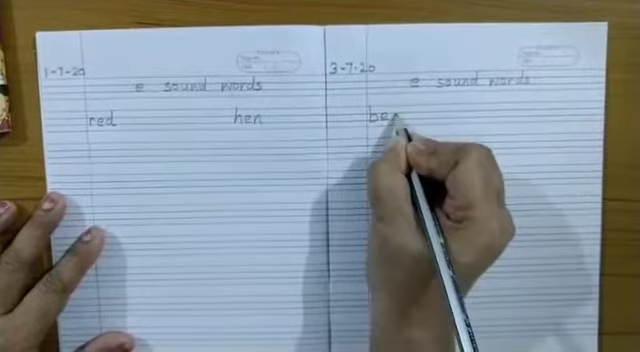 1-7-20
e sound words
red hen
3-7-20
e sound words
be